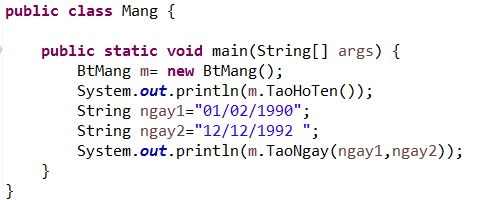 public class Mang {
public static void main(String[] args) {
BtMang m= new BtMang();
System.out.println(m.TaoHoTen());
String ngay1="01/02/1990";
String ngay2="12/12/1992 ";
System.out.println(m.TaoNgay(ngay1,ngay2));
}
}